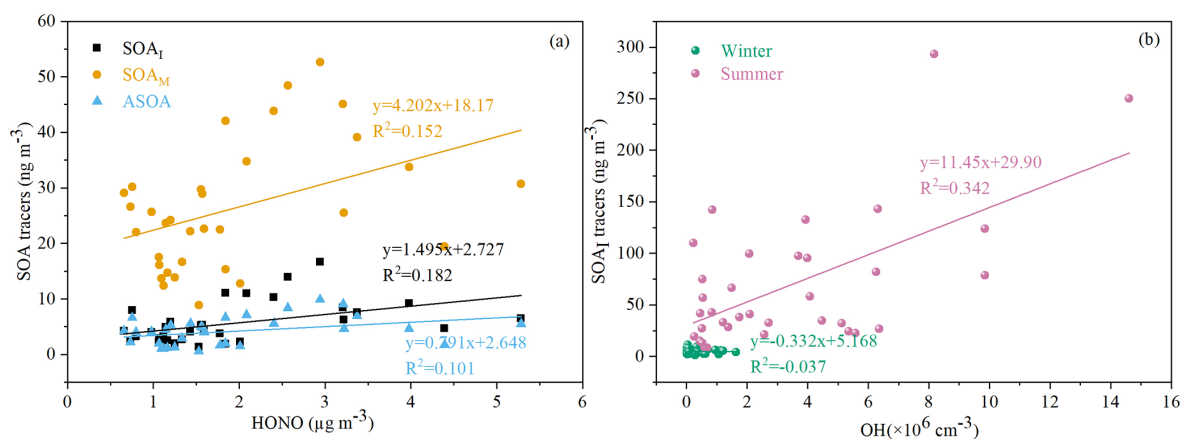 (a)
60
50
40
30
20
10
0
SOA tracers (ng m⁻³)
SOA_I
SOA_M
ASOA
y=4.202x+18.17
R²=0.152
y=1.495x+2.727
R²=0.182
y=0.791x+2.648
R²=0.101
0 1 2 3 4 5 6
HONO (µg m⁻³)
(b)
300
250
200
150
100
50
0
SOA_I tracers (ng m⁻³)
Winter
Summer
y=11.45x+29.90
R²=0.342
y=-0.332x+5.168
R²=-0.037
0 2 4 6 8 10 12 14 16
OH(×10⁶ cm⁻³)